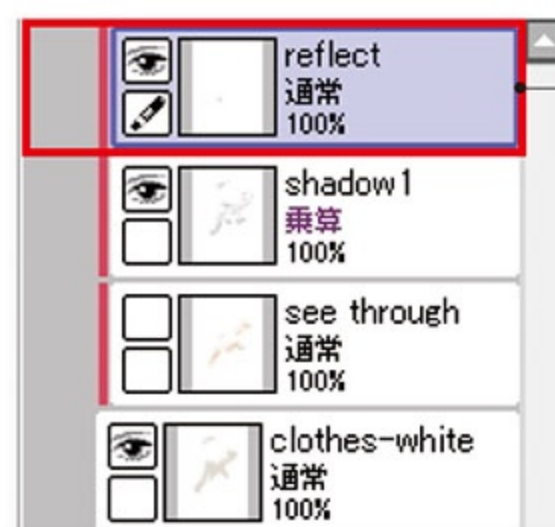 reflect
通常
100%
shadow1
乗算
100%
see through
通常
100%
clothes-white
通常
100%